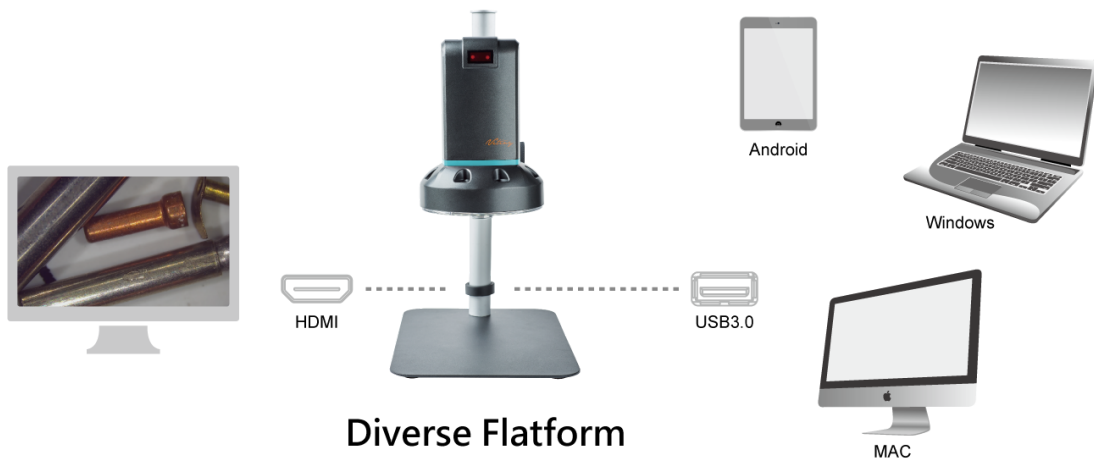 Android
Windows
HDMI
USB3.0
Diverse Flatform
MAC